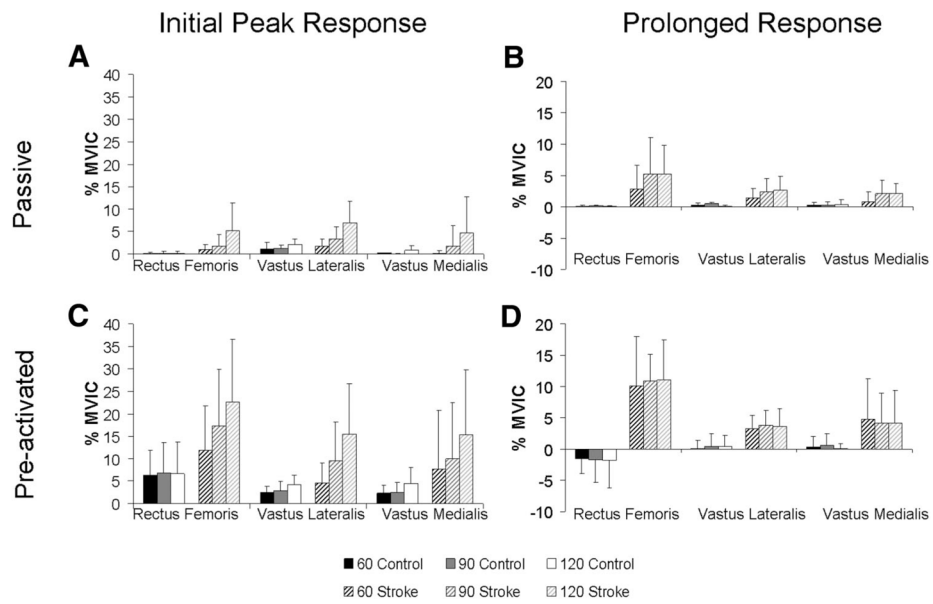 Initial Peak Response
Prolonged Response
Passive
A
% MVIC
40
35
30
25
20
15
10
5
0
Rectus Femoris Vastus Lateralis Vastus Medialis
B
% MVIC
20
15
10
5
0
-5
-10
Rectus Femoris Vastus Lateralis Vastus Medialis
Pre-activated
C
% MVIC
40
35
30
25
20
15
10
5
0
Rectus Femoris Vastus Lateralis Vastus Medialis
D
% MVIC
20
15
10
5
0
-5
-10
Rectus Femoris Vastus Lateralis Vastus Medialis
60 Control 90 Control 120 Control
60 Stroke 90 Stroke 120 Stroke